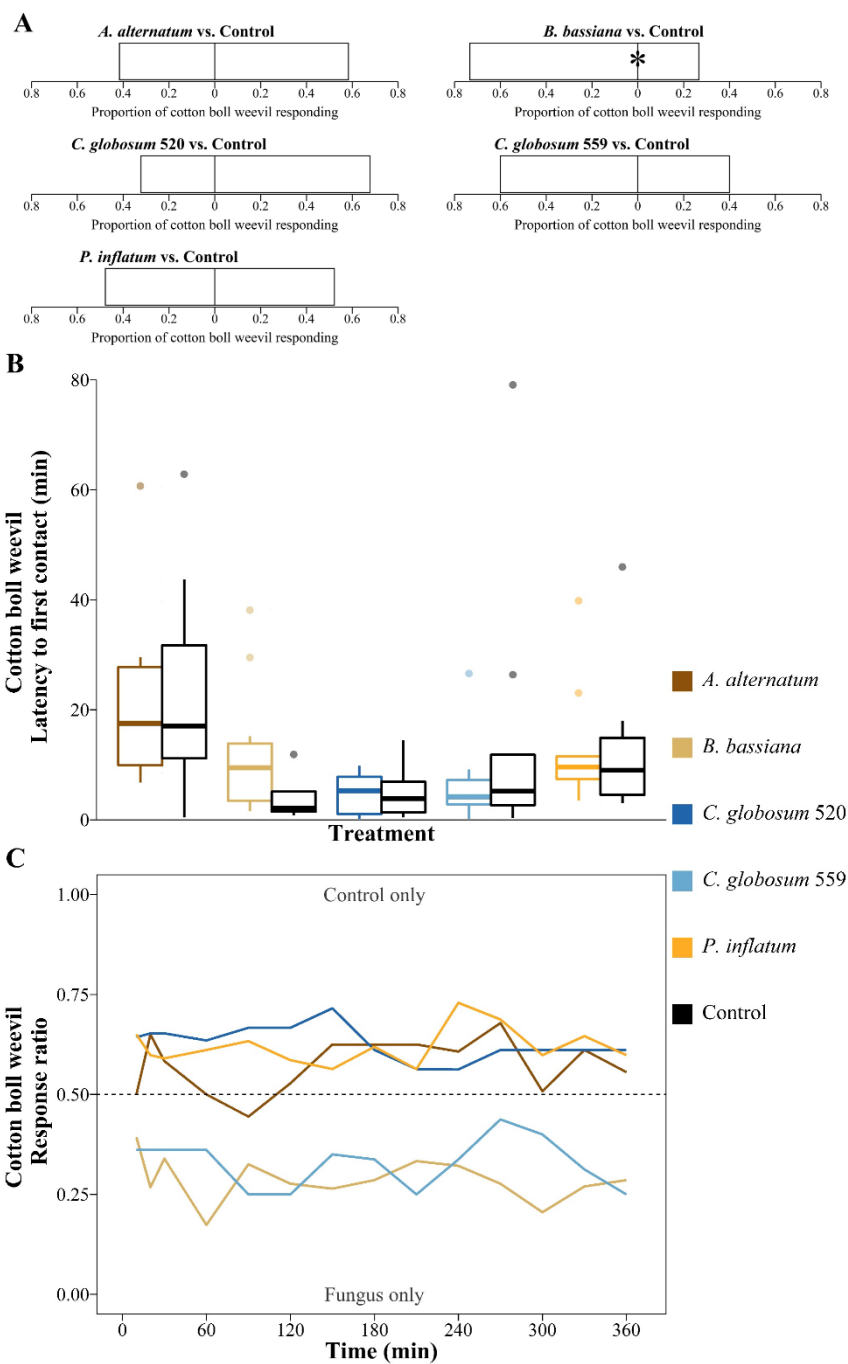 A
A. alternatum vs. Control
B. bassiana vs. Control
*
0.8 0.6 0.4 0.2 0 0.2 0.4 0.6 0.8
0.8 0.6 0.4 0.2 0 0.2 0.4 0.6 0.8
Proportion of cotton boll weevil responding
Proportion of cotton boll weevil responding
C. globosum 520 vs. Control
C. globosum 559 vs. Control
0.8 0.6 0.4 0.2 0 0.2 0.4 0.6 0.8
0.8 0.6 0.4 0.2 0 0.2 0.4 0.6 0.8
Proportion of cotton boll weevil responding
Proportion of cotton boll weevil responding
P. inflatum vs. Control
0.8 0.6 0.4 0.2 0 0.2 0.4 0.6 0.8
Proportion of cotton boll weevil responding
B
Cotton boll weevil
Latency to first contact (min)
80
60
40
20
0
Treatment
A. alternatum
B. bassiana
C. globosum 520
C. globosum 559
P. inflatum
Control
C
Cotton boll weevil
Response ratio
1.00
0.75
0.50
0.25
0.00
Control only
Fungus only
0 60 120 180 240 300 360
Time (min)